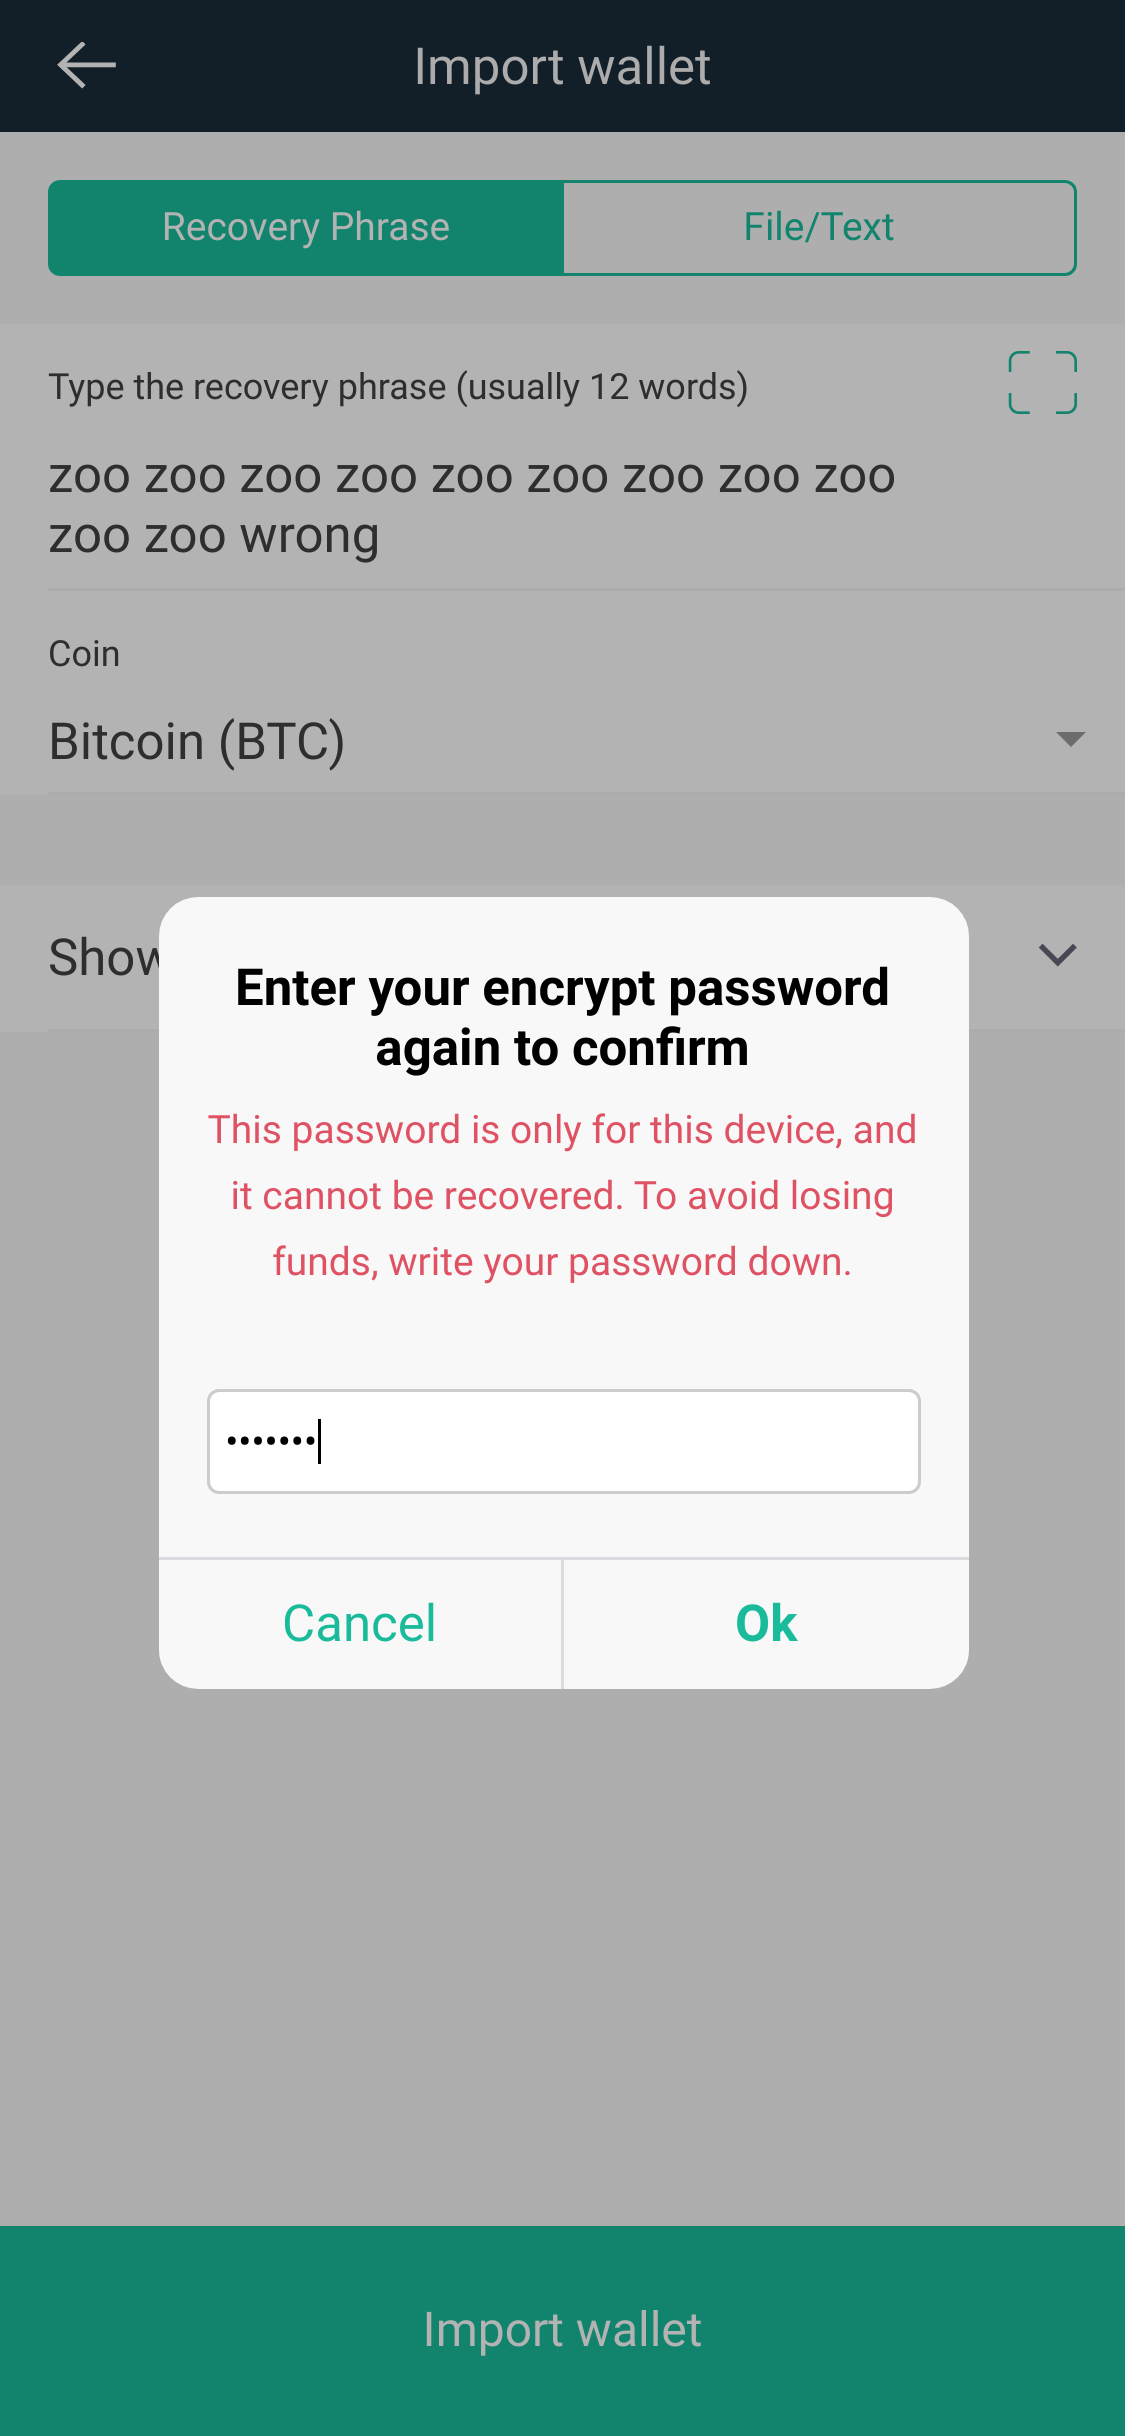 Import wallet
Recovery Phrase
File/Text
Type the recovery phrase (usually 12 words)
zoo zoo zoo zoo zoo zoo zoo zoo zoo
zoo zoo wrong
Coin
Bitcoin (BTC)
Show
Enter your encrypt password
again to confirm
This password is only for this device, and
it cannot be recovered. To avoid losing
funds, write your password down.
•••••••
Cancel
Ok
Import wallet